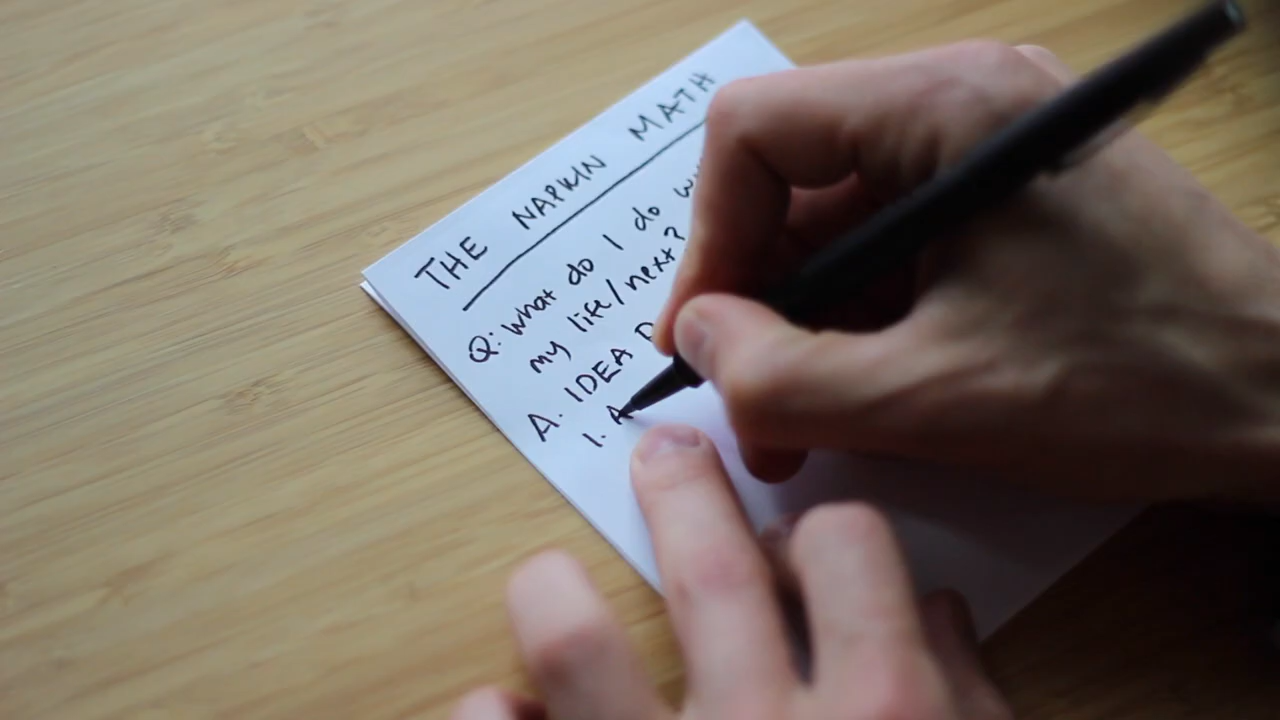 THE NAPKIN MATH
Q: What do I do
my life/next?
A. IDEA
1. A